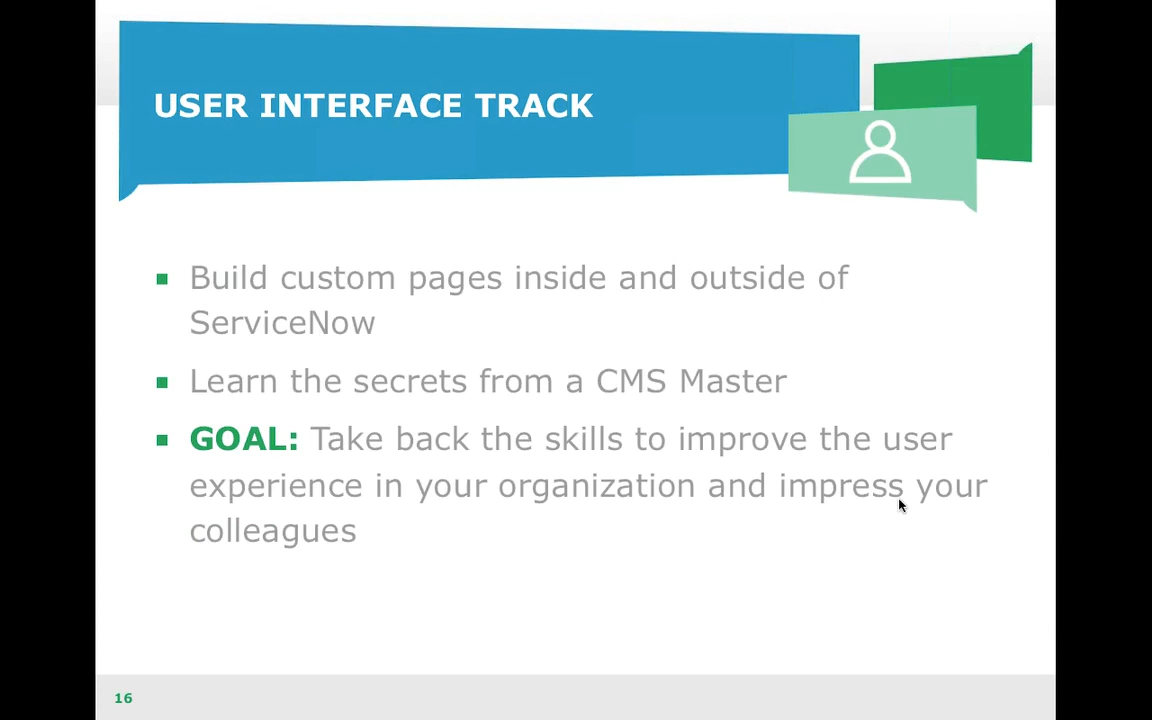 USER INTERFACE TRACK
Build custom pages inside and outside of
ServiceNow
Learn the secrets from a CMS Master
GOAL: Take back the skills to improve the user
experience in your organization and impress your
colleagues
16